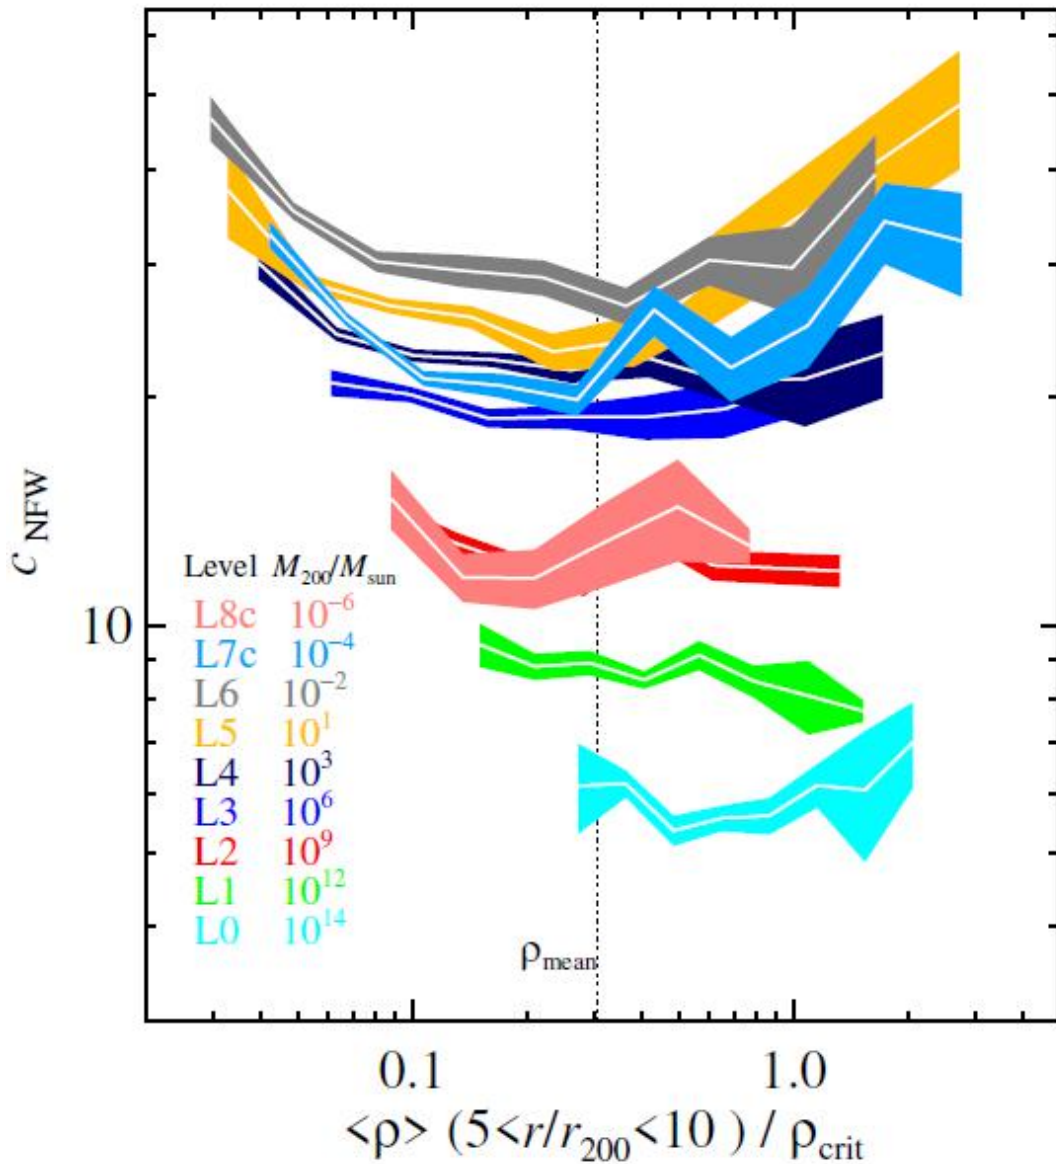 c NFW
Level M₂₀₀/Mₛᵤₙ
L8c 10⁻⁶
L7c 10⁻⁴
L6 10⁻²
L5 10¹
L4 10³
L3 10⁶
L2 10⁹
L1 10¹²
L0 10¹⁴
10
ρmean
0.1 1.0
<ρ> (5<r/r₂₀₀<10 ) / ρcrit